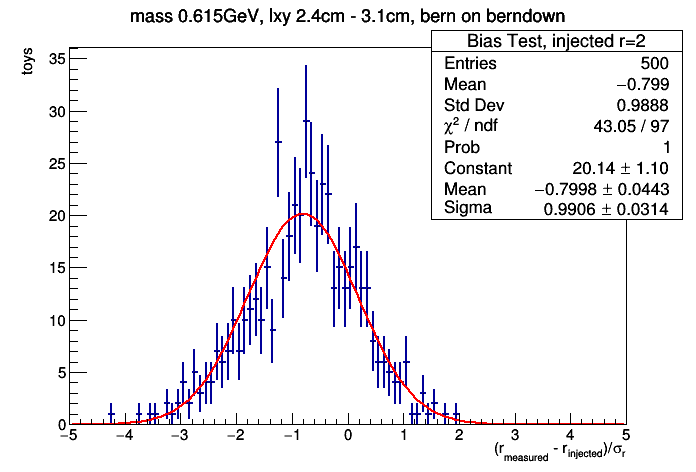 mass 0.615GeV, lxy 2.4cm - 3.1cm, bern on berndown
Bias Test, injected r=2
Entries 500
Mean −0.799
Std Dev 0.9888
χ² / ndf 43.05 / 97
Prob 1
Constant 20.14 ± 1.10
Mean −0.7998 ± 0.0443
Sigma 0.9906 ± 0.0314
toys
35
30
25
20
15
10
5
0
−5 −4 −3 −2 −1 0 1 2 3 4 5
(r_measured - r_injected)/σ_r